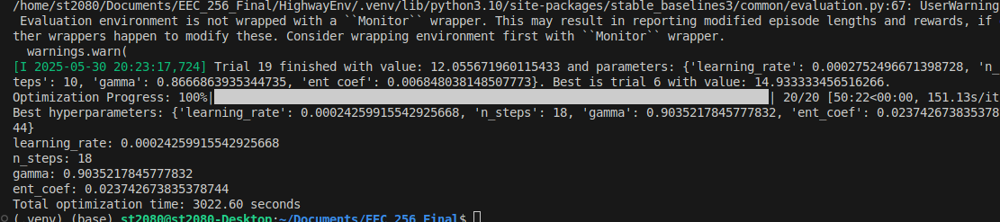 /home/st2080/Documents/EEC_256_Final/HighwayEnv/.venv/lib/python3.10/site-packages/stable_baselines3/common/evaluation.py:67: UserWarning
Evaluation environment is not wrapped with a ``Monitor`` wrapper. This may result in reporting modified episode lengths and rewards, if
ther wrappers happen to modify these. Consider wrapping environment first with ``Monitor`` wrapper.
warnings.warn(
[I 2025-05-30 20:23:17,724] Trial 19 finished with value: 12.055671960115433 and parameters: {'learning_rate': 0.0002752496671398728, 'n_
teps': 10, 'gamma': 0.8666863935344735, 'ent_coef': 0.006848038148507773}. Best is trial 6 with value: 14.933333456516266.
Optimization Progress: 100%| | 20/20 [50:22<00:00, 151.13s/it
Best hyperparameters: {'learning_rate': 0.00024259915542925668, 'n_steps': 18, 'gamma': 0.9035217845777832, 'ent_coef': 0.023742673835378
44}
learning_rate: 0.00024259915542925668
n_steps: 18
gamma: 0.9035217845777832
ent_coef: 0.023742673835378744
Total optimization time: 3022.60 seconds
(.venv) (base) st2080@st2080-Desktop:~/Documents/EEC_256_Final$